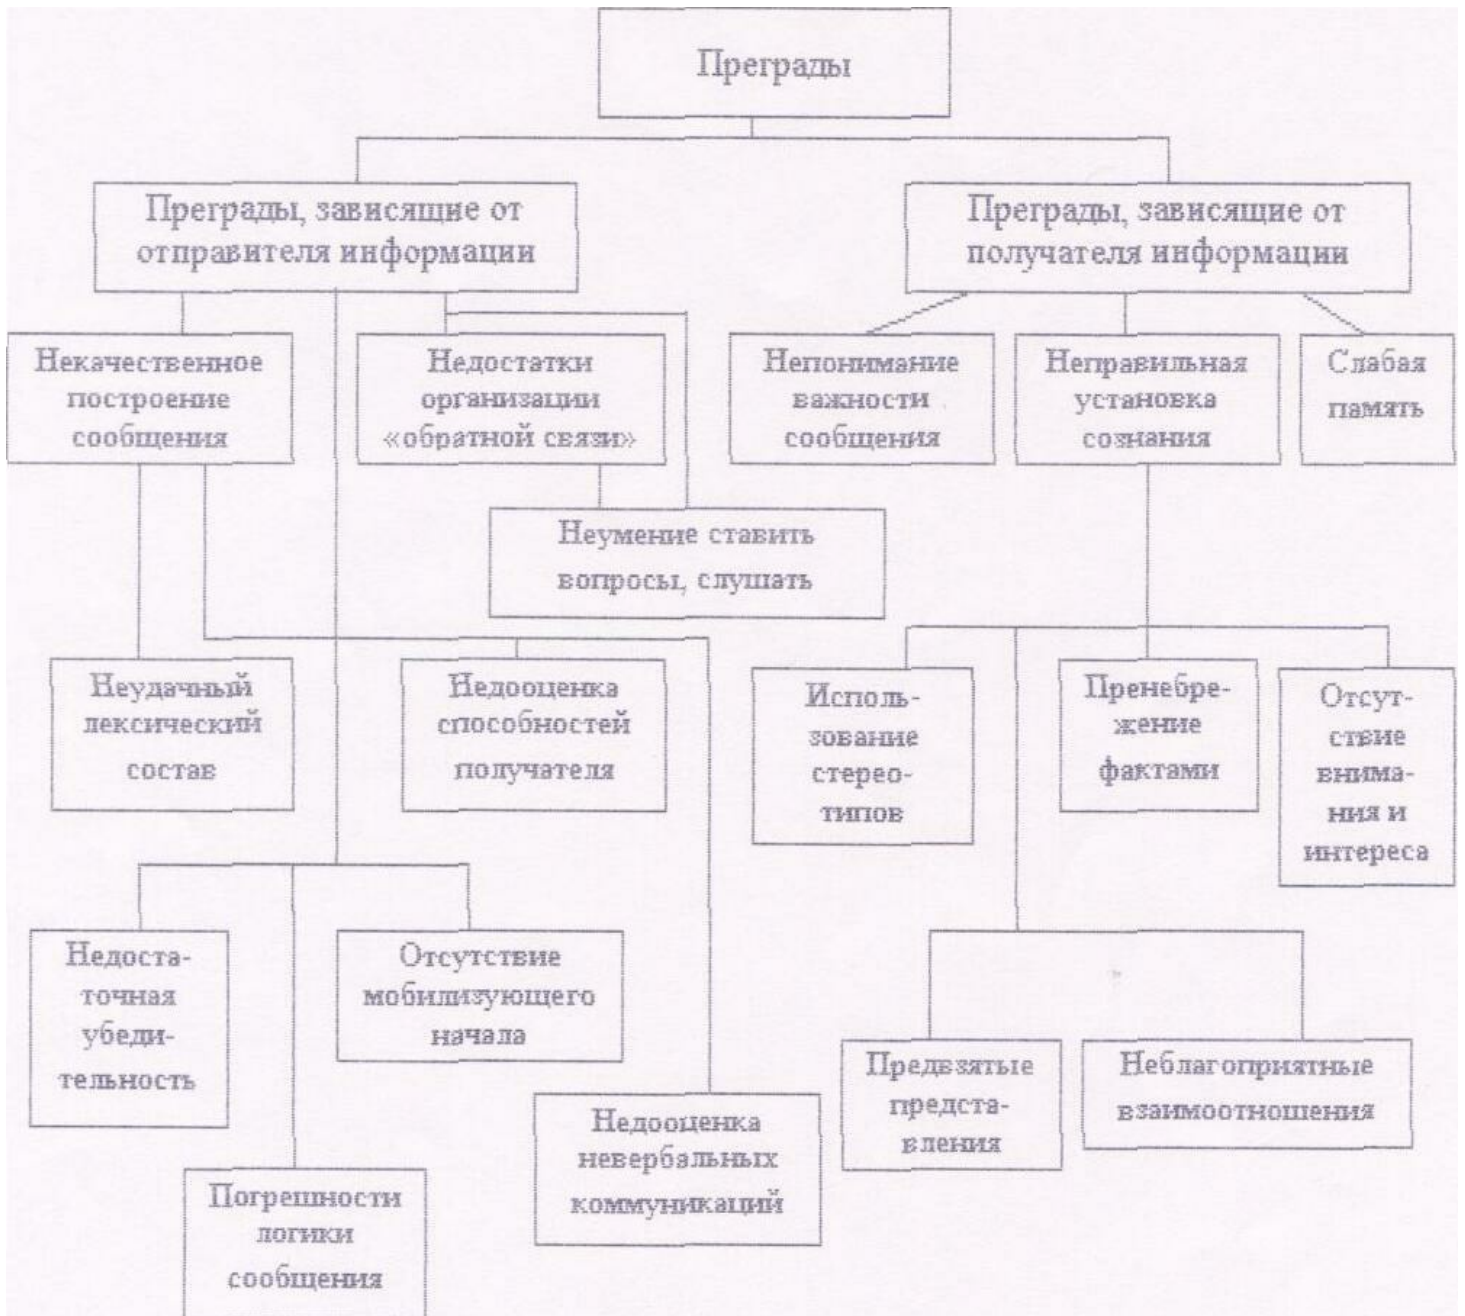 Преграды
Преграды, зависящие от
отправителя информации
Преграды, зависящие от
получателя информации
Некачественное
построение
сообщения
Недостатки
организации
«обратной связи»
Непонимание
важности
сообщения
Неправильная
установка
сознания
Слабая
память
Неумение ставить
вопросы, слушать
Неудачный
лексический
состав
Недооценка
способностей
получателя
Исполь-
зование
стерео-
типов
Пренебре-
жение
фактами
Отсут-
ствие
внима-
ния и
интереса
Недоста-
точная
убеди-
тельность
Отсутствие
мобилизующего
начала
Предвзятые
предста-
вления
Неблагоприятные
взаимоотношения
Недооценка
невербальных
коммуникаций
Погрешности
логики
сообщения